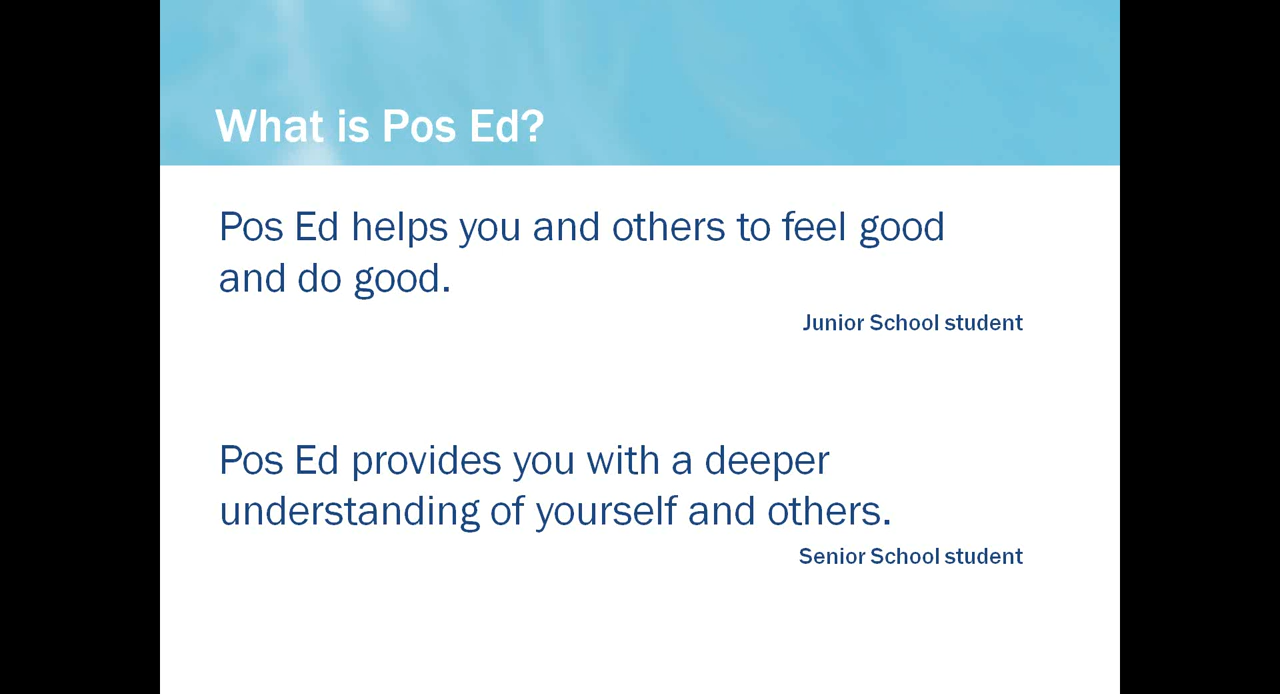 What is Pos Ed?
Pos Ed helps you and others to feel good
and do good.
Junior School student
Pos Ed provides you with a deeper
understanding of yourself and others.
Senior School student